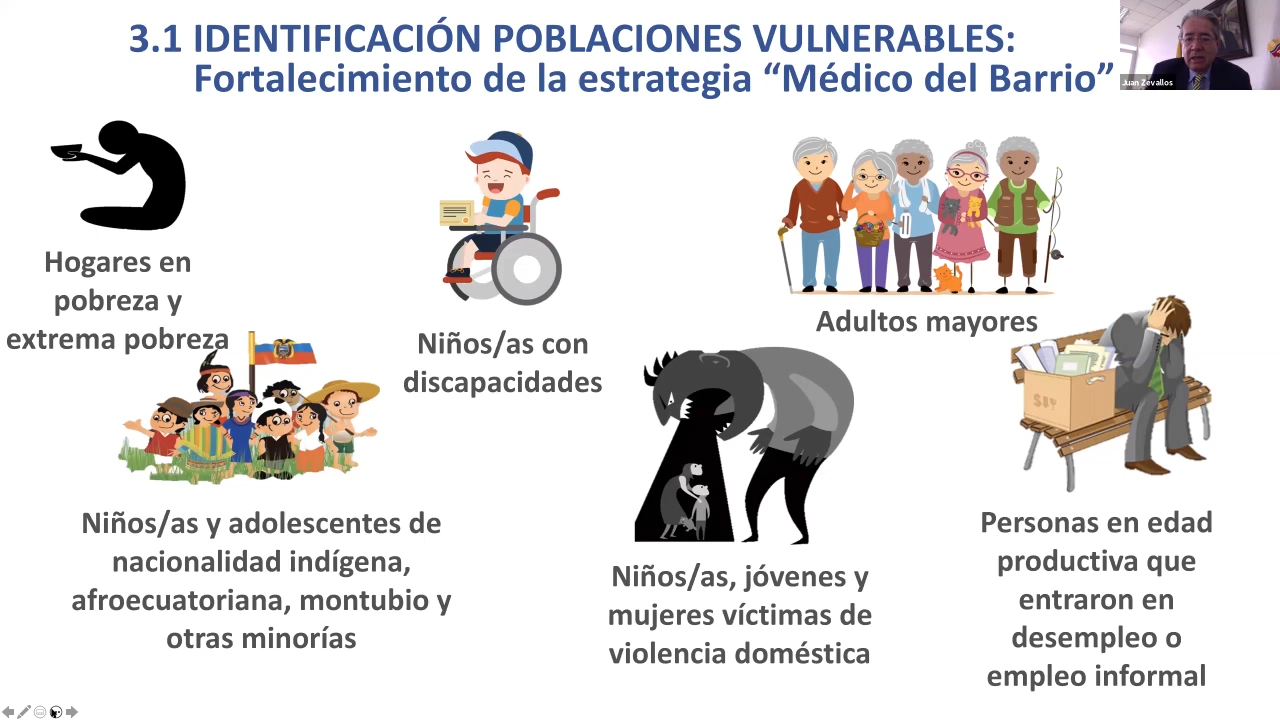 3.1 IDENTIFICACIÓN POBLACIONES VULNERABLES:
Fortalecimiento de la estrategia “Médico del Barrio”
Juan Zevallos
Hogares en
pobreza y
extrema pobreza
Niños/as con
discapacidades
Adultos mayores
Niños/as y adolescentes de
nacionalidad indígena,
afroecuatoriana, montubio y
otras minorías
Niños/as, jóvenes y
mujeres víctimas de
violencia doméstica
Personas en edad
productiva que
entraron en
desempleo o
empleo informal